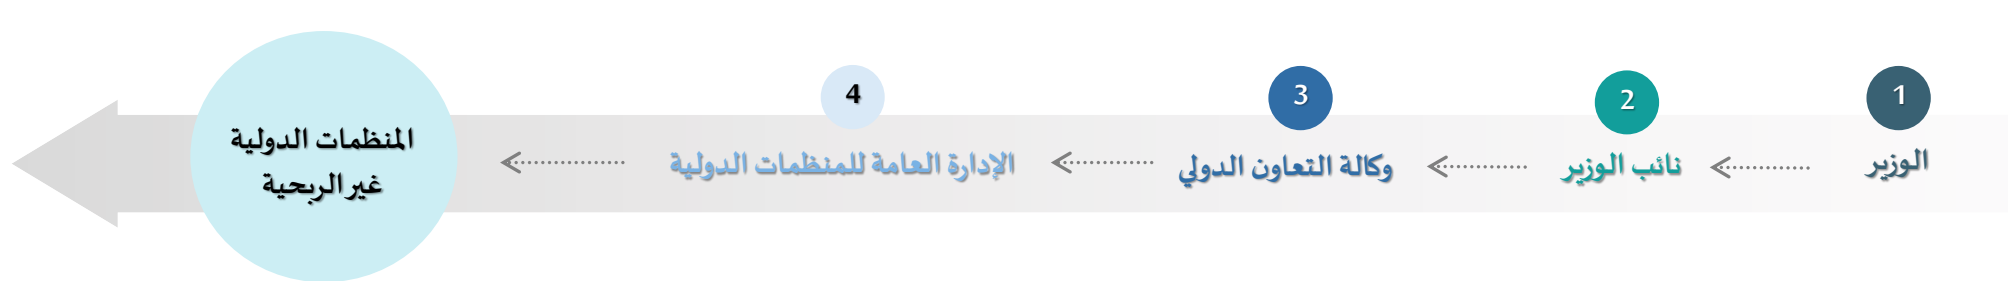 1
الوزير
2
نائب الوزير
3
وكالة التعاون الدولي
4
الإدارة العامة للمنظمات الدولية
المنظمات الدولية
غير الربحية